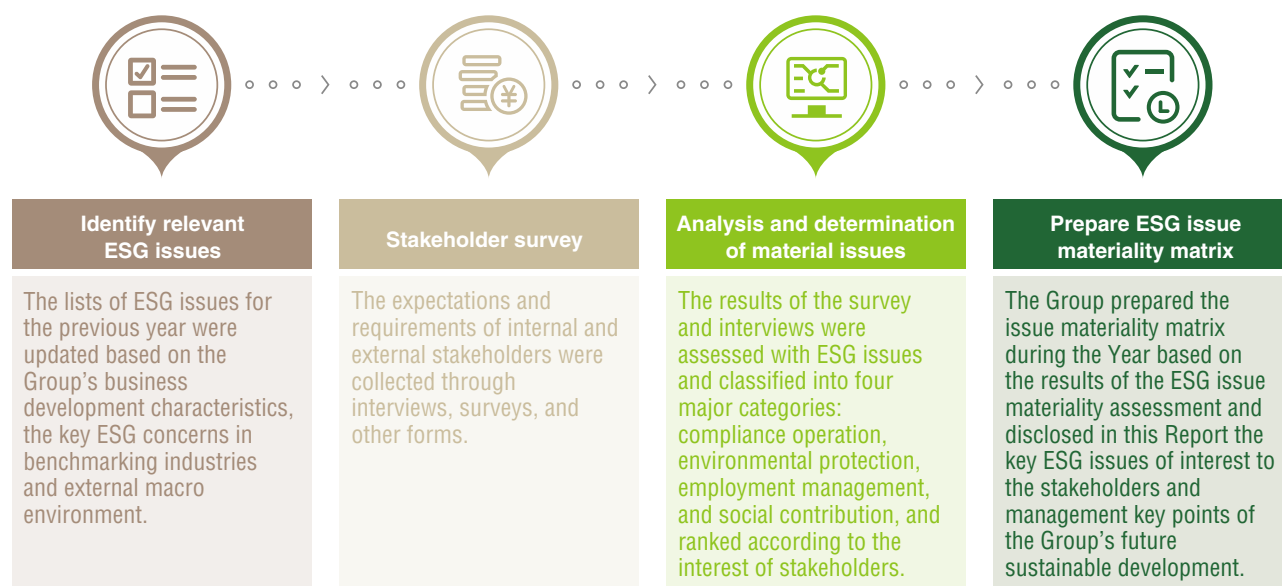 Identify relevant
ESG issues
The lists of ESG issues for
the previous year were
updated based on the
Group's business
development characteristics,
the key ESG concerns in
benchmarking industries
and external macro
environment.
¥
Stakeholder survey
The expectations and
requirements of internal and
external stakeholders were
collected through
interviews, surveys, and
other forms.
Analysis and determination
of material issues
The results of the survey
and interviews were
assessed with ESG issues
and classified into four
major categories:
compliance operation,
environmental protection,
employment management,
and social contribution, and
ranked according to the
interest of stakeholders.
Prepare ESG issue
materiality matrix
The Group prepared the
issue materiality matrix
during the Year based on
the results of the ESG issue
materiality assessment and
disclosed in this Report the
key ESG issues of interest to
the stakeholders and
management key points of
the Group's future
sustainable development.